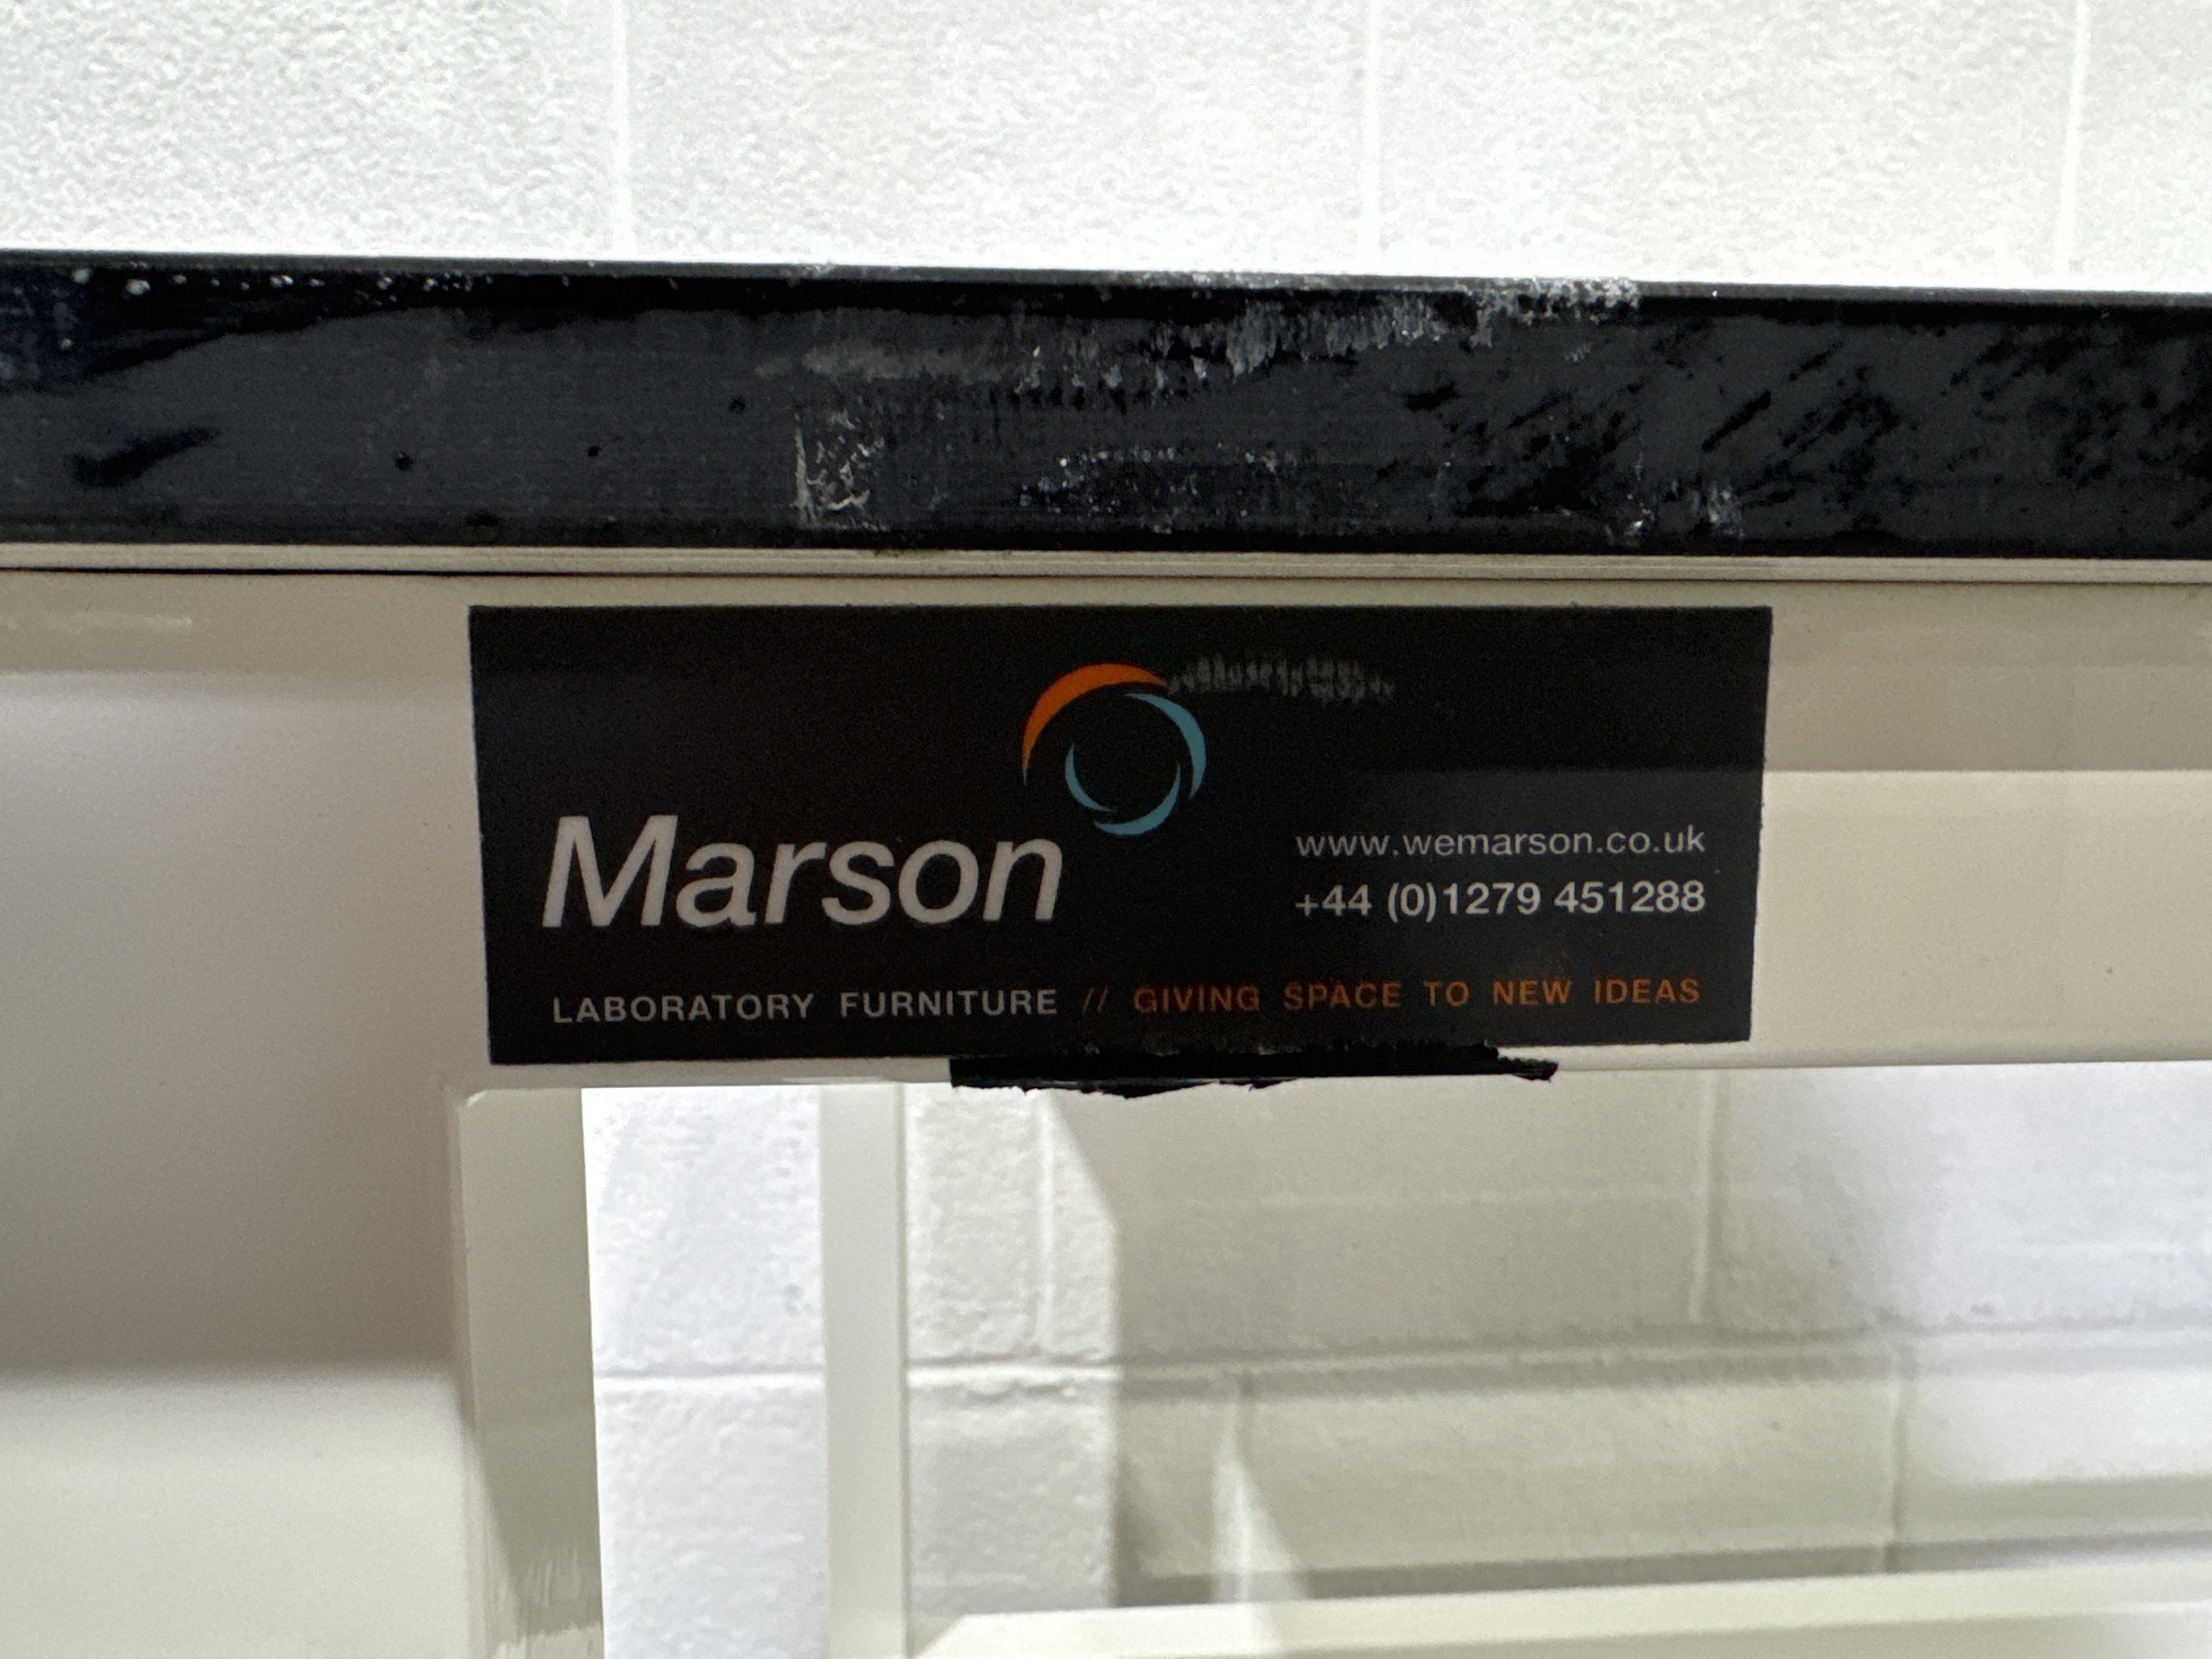 Marson
www.wemarson.co.uk
+44 (0)1279 451288
LABORATORY FURNITURE // GIVING SPACE TO NEW IDEAS